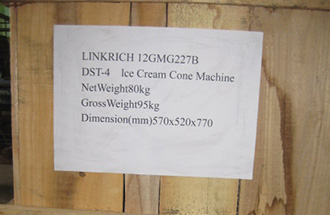 LINKRICH 12GMG227B
DST-4 Ice Cream Cone Machine
NetWeight80kg
GrossWeight95kg
Dimension(mm)570x520x770